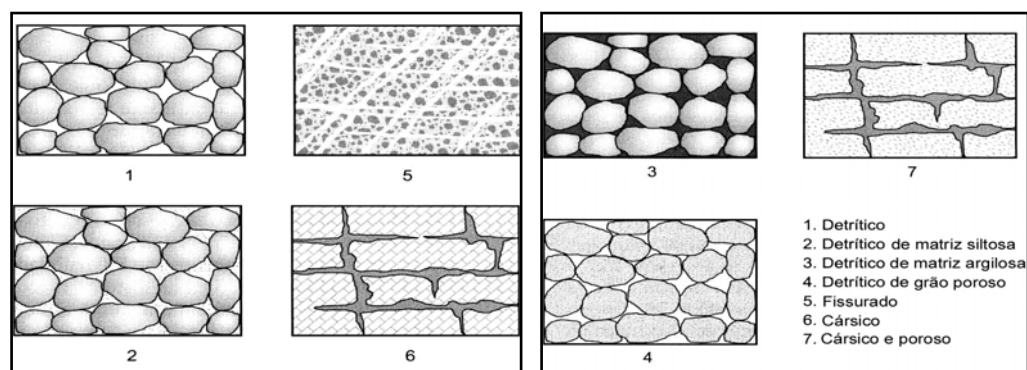 1
5
2
6
3
7
4
1. Detrítico
2. Detrítico de matriz siltosa
3. Detrítico de matriz argilosa
4. Detrítico de grão poroso
5. Fissurado
6. Cársico
7. Cársico e poroso